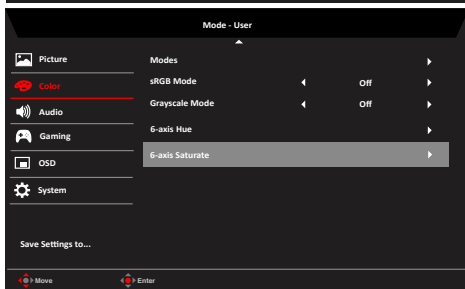 Mode - User
Picture
Color
Audio
Gaming
OSD
System
Save Settings to...
Modes
sRGB Mode Off
Grayscale Mode Off
6-axis Hue
6-axis Saturate
Move Enter